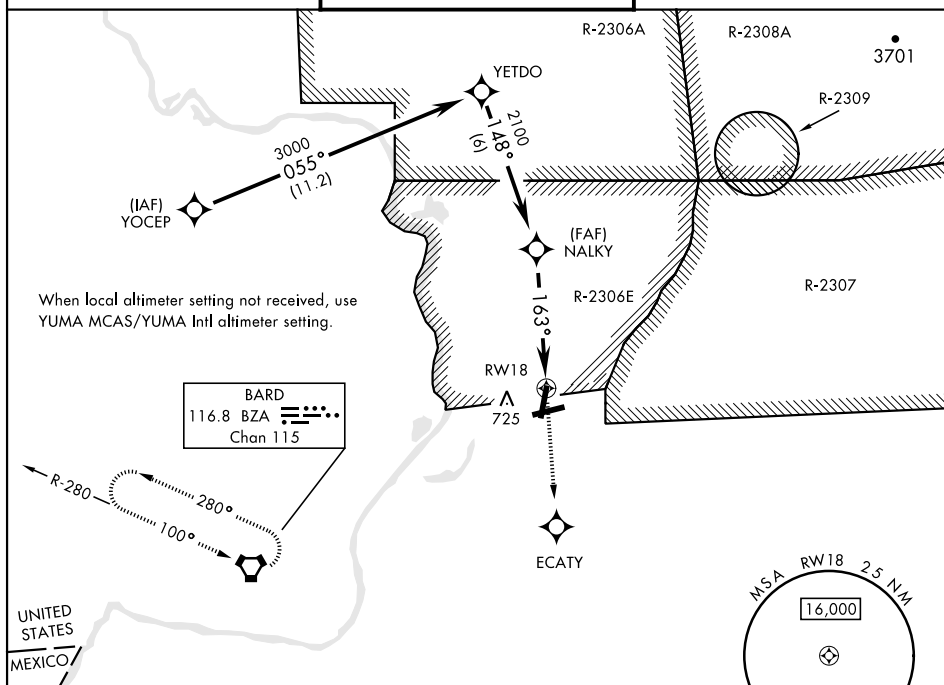 R-2306A
R-2308A
3701
YETDO
R-2309
2100
148°
(6)
3000
055°
(11.2)
(IAF)
YOCEP
(FAF)
NALKY
When local altimeter setting not received, use
YUMA MCAS/YUMA Intl altimeter setting.
R-2306E
R-2307
163°
RW18
725
BARD
116.8 BZA
Chan 115
R-280
280°
100°
ECATY
MSA RW18 25 NM
16,000
UNITED
STATES
MEXICO